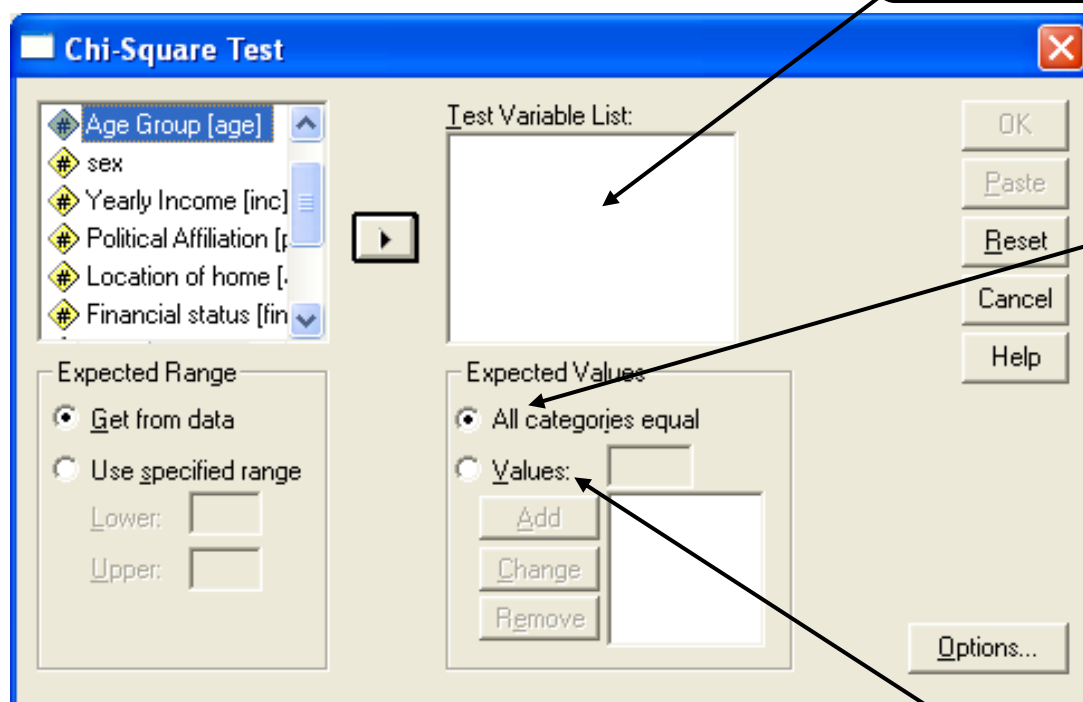 Chi-Square Test
Age Group [age]
sex
Yearly Income [inc]
Political Affiliation [p
Location of home [
Financial status [fin
Test Variable List:
OK
Paste
Reset
Cancel
Help
Expected Range
Get from data
Use specified range
Lower:
Upper:
Expected Values
All categories equal
Values:
Add
Change
Remove
Options...